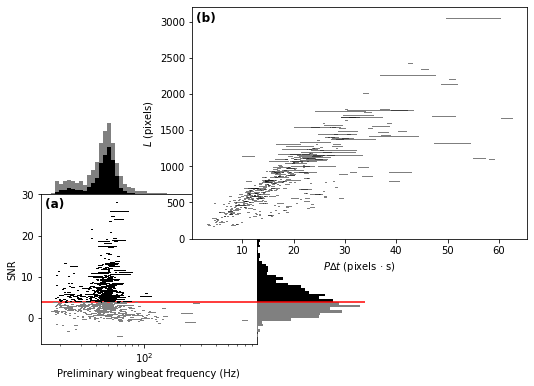 (b)
3000
2500
2000
1500
1000
500
0
L (pixels)
10 20 30 40 50 60
PΔt (pixels · s)
(a)
30
20
10
0
SNR
10²
Preliminary wingbeat frequency (Hz)